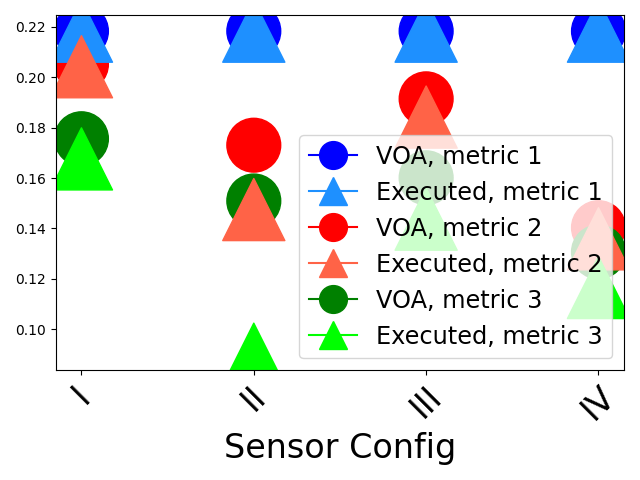 0.22
0.20
0.18
0.16
0.14
0.12
0.10
VOA, metric 1
Executed, metric 1
VOA, metric 2
Executed, metric 2
VOA, metric 3
Executed, metric 3
I II III IV
Sensor Config